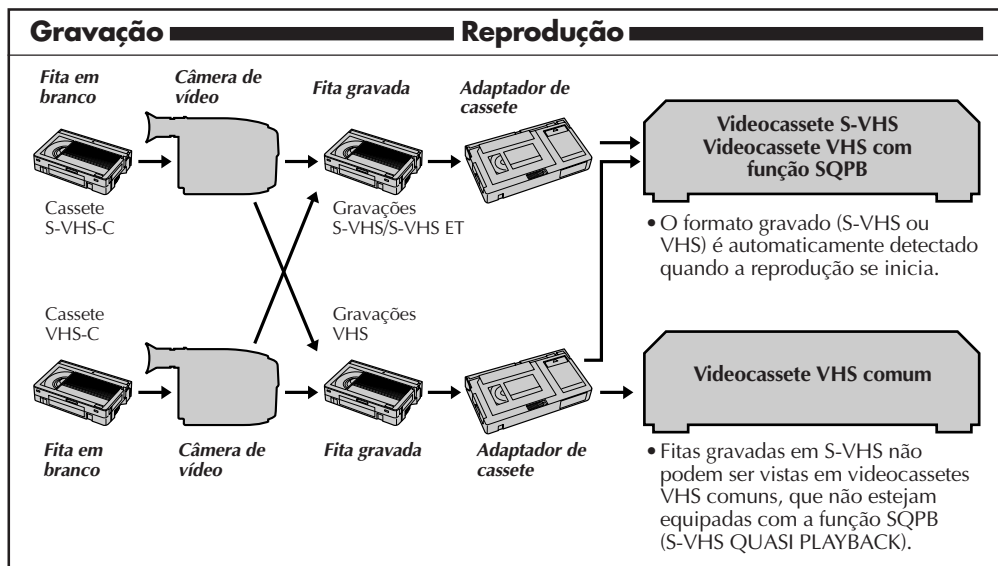 Gravação
Reprodução
Fita em
branco
Câmera de
vídeo
Fita gravada
Adaptador de
cassete
Cassete
S-VHS-C
Gravações
S-VHS/S-VHS ET
Videocassete S-VHS
Videocassete VHS com
função SQPB
• O formato gravado (S-VHS ou
VHS) é automaticamente detectado
quando a reprodução se inicia.
Cassete
VHS-C
Gravações
VHS
Fita em
branco
Câmera de
vídeo
Fita gravada
Adaptador de
cassete
Videocassete VHS comum
• Fitas gravadas em S-VHS não
podem ser vistas em videocassetes
VHS comuns, que não estejam
equipadas com a função SQPB
(S-VHS QUASI PLAYBACK).